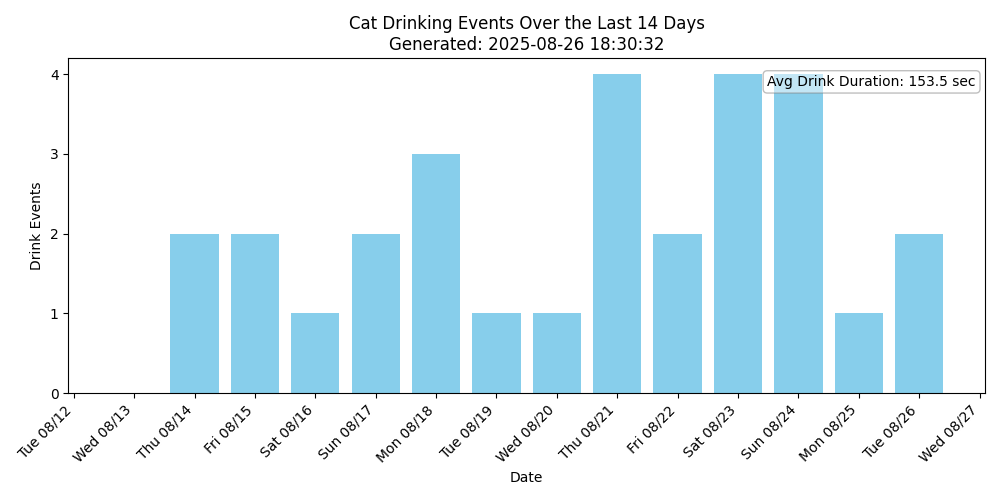 Cat Drinking Events Over the Last 14 Days
Generated: 2025-08-26 18:30:32
Avg Drink Duration: 153.5 sec
Drink Events
4
3
2
1
0
Tue 08/12
Wed 08/13
Thu 08/14
Fri 08/15
Sat 08/16
Sun 08/17
Mon 08/18
Tue 08/19
Wed 08/20
Thu 08/21
Fri 08/22
Sat 08/23
Sun 08/24
Mon 08/25
Tue 08/26
Wed 08/27
Date